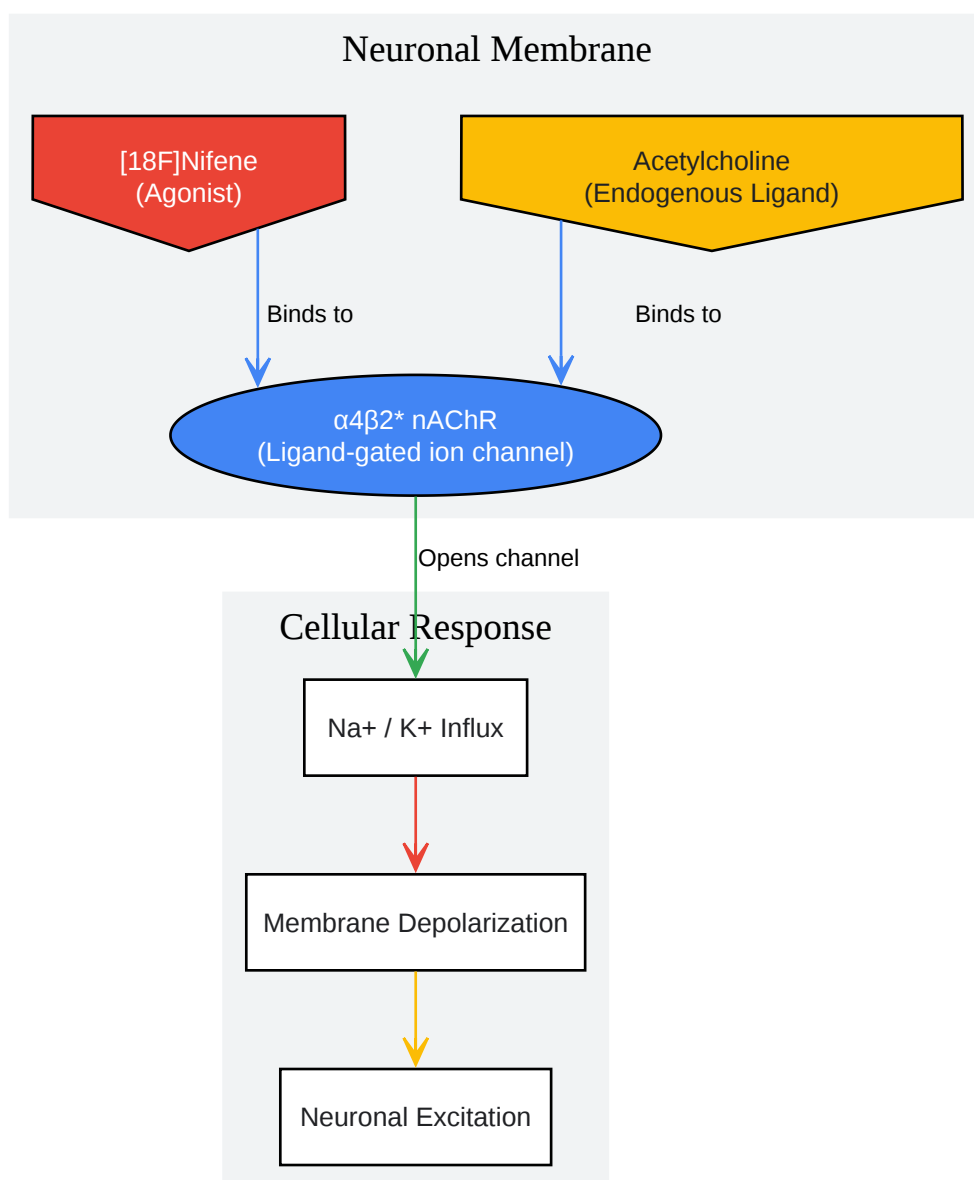 Neuronal Membrane
[18F]Nifene
(Agonist)
Acetylcholine
(Endogenous Ligand)
Binds to
Binds to
α4β2* nAChR
(Ligand-gated ion channel)
Opens channel
Cellular Response
Na+ / K+ Influx
Membrane Depolarization
Neuronal Excitation